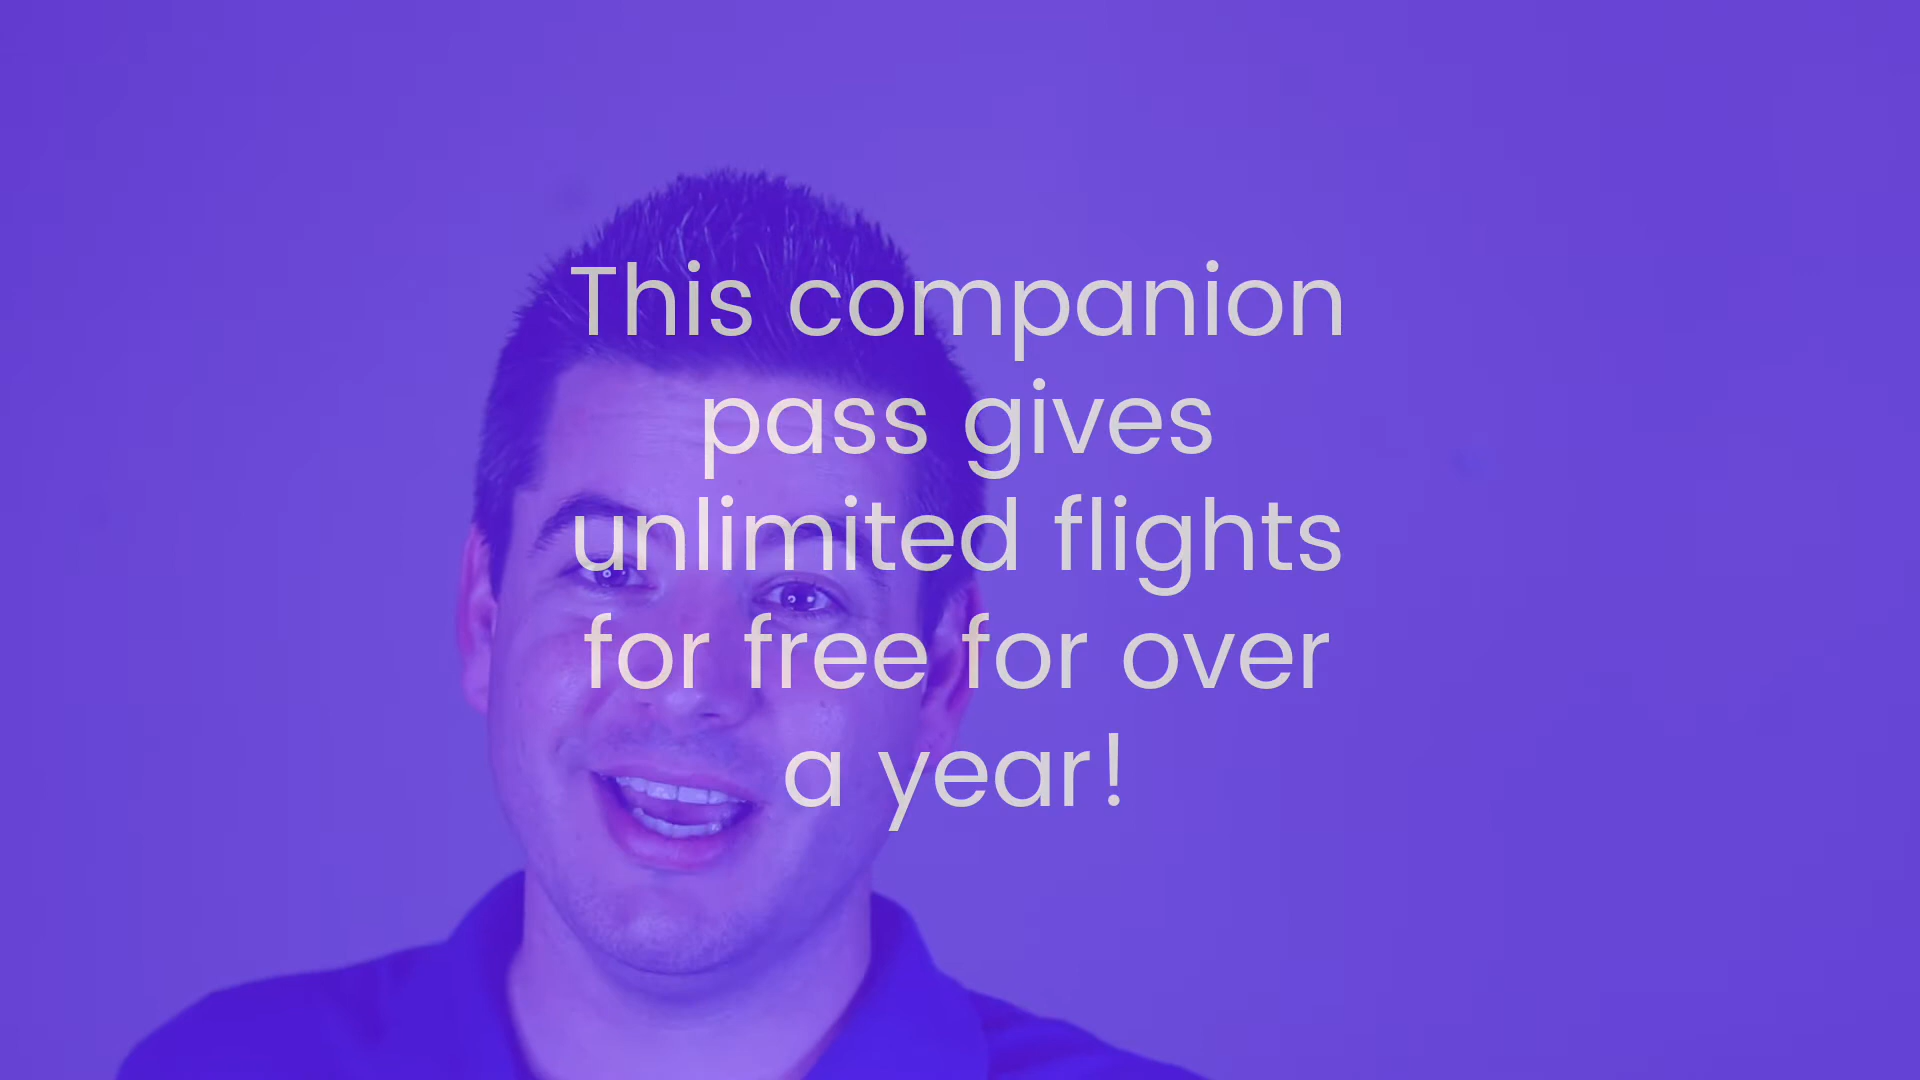 This companion
pass gives
unlimited flights
for free for over
a year!